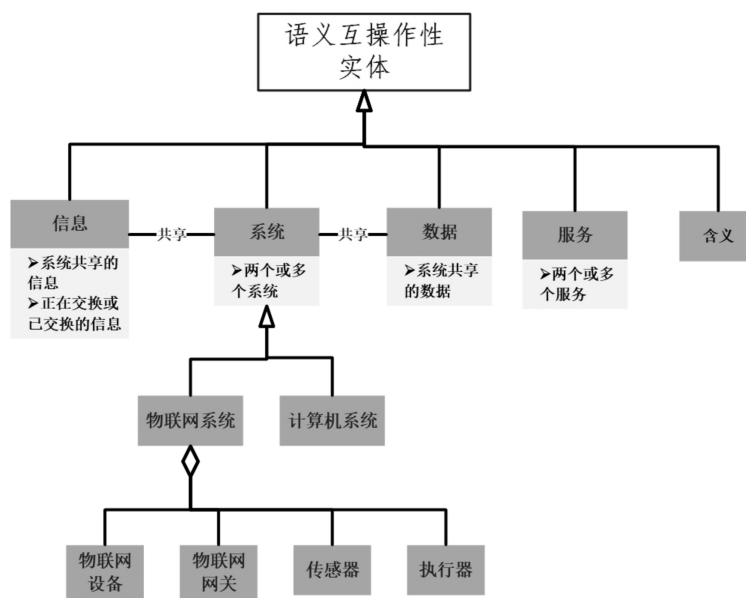 语义互操作性
实体
信息
共享
系统
共享
数据
服务
含义
➢系统共享的
信息
➢正在交换或
已交换的信息
➢两个或多
个系统
➢系统共享
的数据
➢两个或多
个服务
物联网系统
计算机系统
物联网
设备
物联网
网关
传感器
执行器